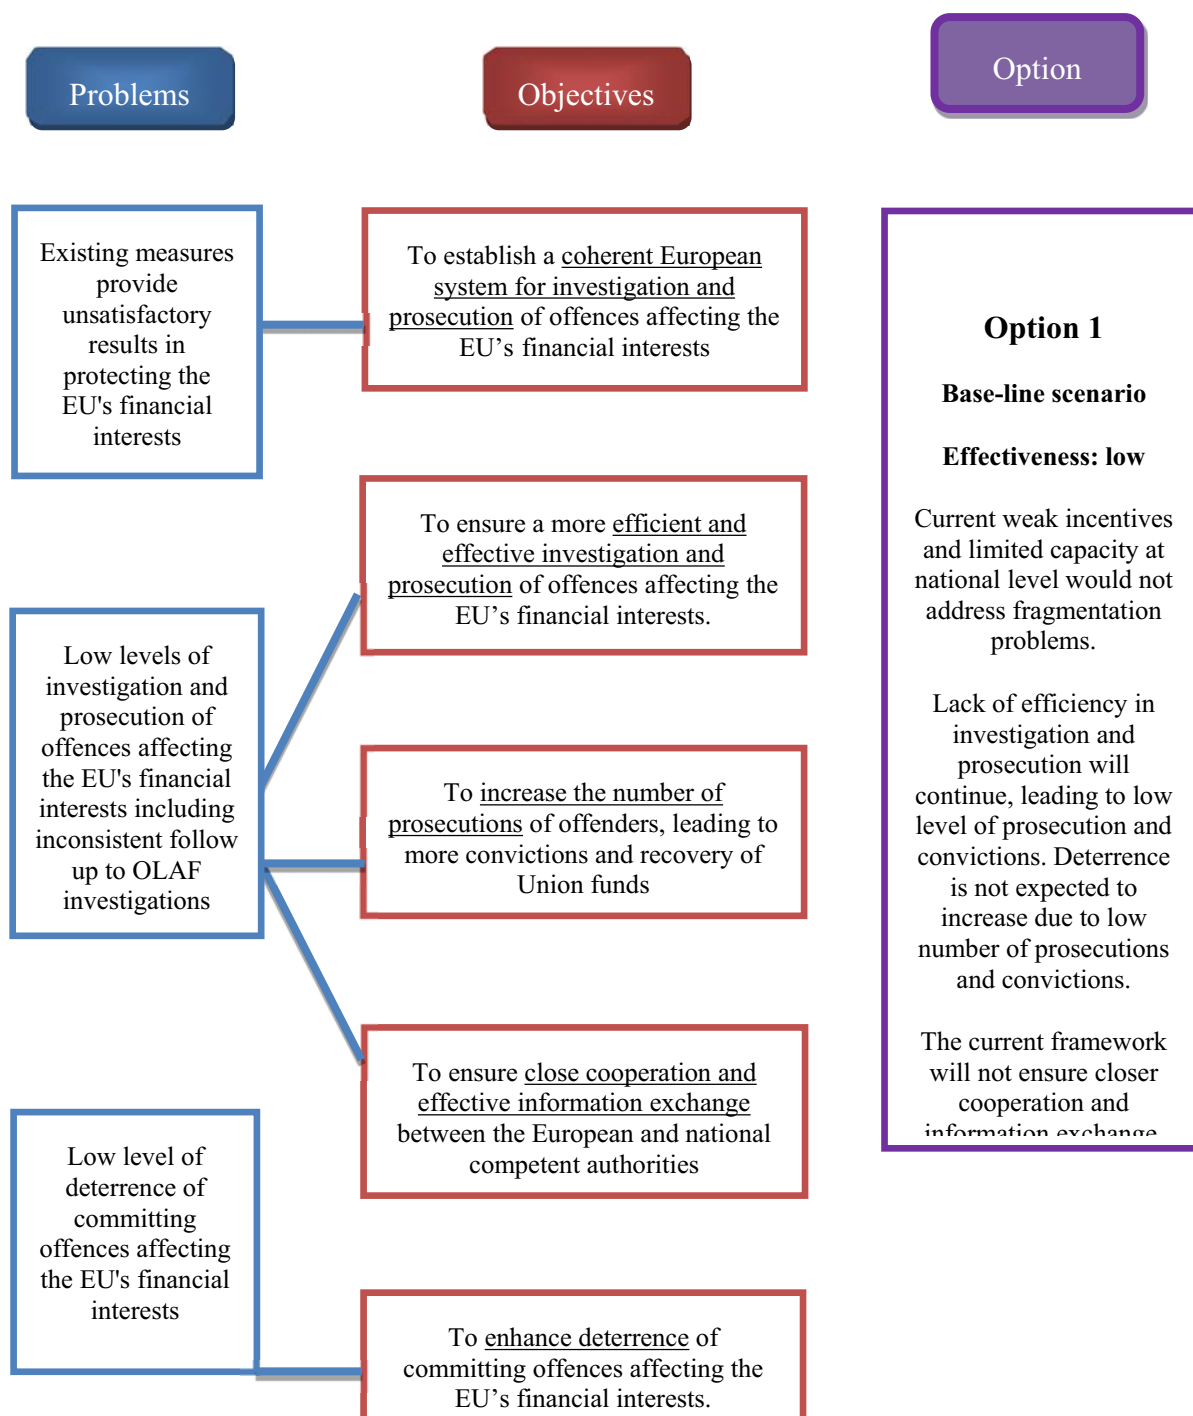 Problems
Objectives
Option
Existing measures
provide
unsatisfactory
results in
protecting the
EU's financial
interests
To establish a coherent European
system for investigation and
prosecution of offences affecting the
EU’s financial interests
To ensure a more efficient and
effective investigation and
prosecution of offences affecting the
EU’s financial interests.
Low levels of
investigation and
prosecution of
offences affecting
the EU's financial
interests including
inconsistent follow
up to OLAF
investigations
To increase the number of
prosecutions of offenders, leading to
more convictions and recovery of
Union funds
To ensure close cooperation and
effective information exchange
between the European and national
competent authorities
Low level of
deterrence of
committing
offences affecting
the EU's financial
interests
To enhance deterrence of
committing offences affecting the
EU’s financial interests.
Option 1
Base-line scenario
Effectiveness: low
Current weak incentives
and limited capacity at
national level would not
address fragmentation
problems.
Lack of efficiency in
investigation and
prosecution will
continue, leading to low
level of prosecution and
convictions. Deterrence
is not expected to
increase due to low
number of prosecutions
and convictions.
The current framework
will not ensure closer
cooperation and
information exchange